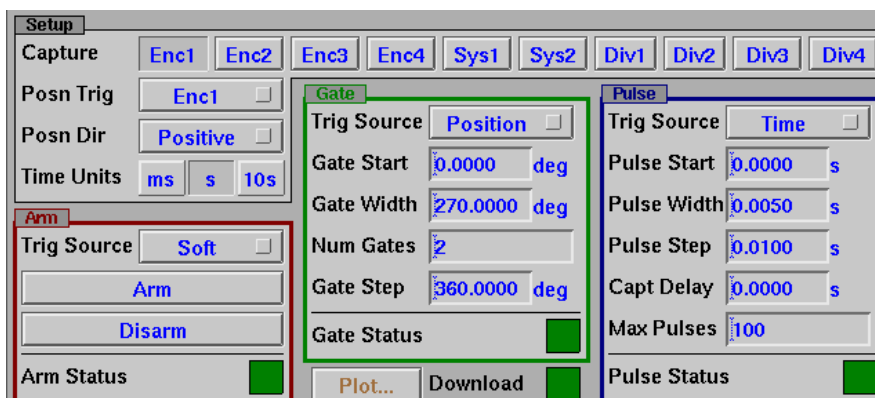 Setup
Capture Enc1 Enc2 Enc3 Enc4 Sys1 Sys2 Div1 Div2 Div3 Div4
Posn Trig Enc1
Posn Dir Positive
Time Units ms s 10s
Arm
Trig Source Soft
Arm
Disarm
Arm Status
Gate
Trig Source Position
Gate Start 0.0000 deg
Gate Width 270.0000 deg
Num Gates 2
Gate Step 360.0000 deg
Gate Status
Plot... Download
Pulse
Trig Source Time
Pulse Start 0.0000 s
Pulse Width 0.0050 s
Pulse Step 0.0100 s
Capt Delay 0.0000 s
Max Pulses 100
Pulse Status